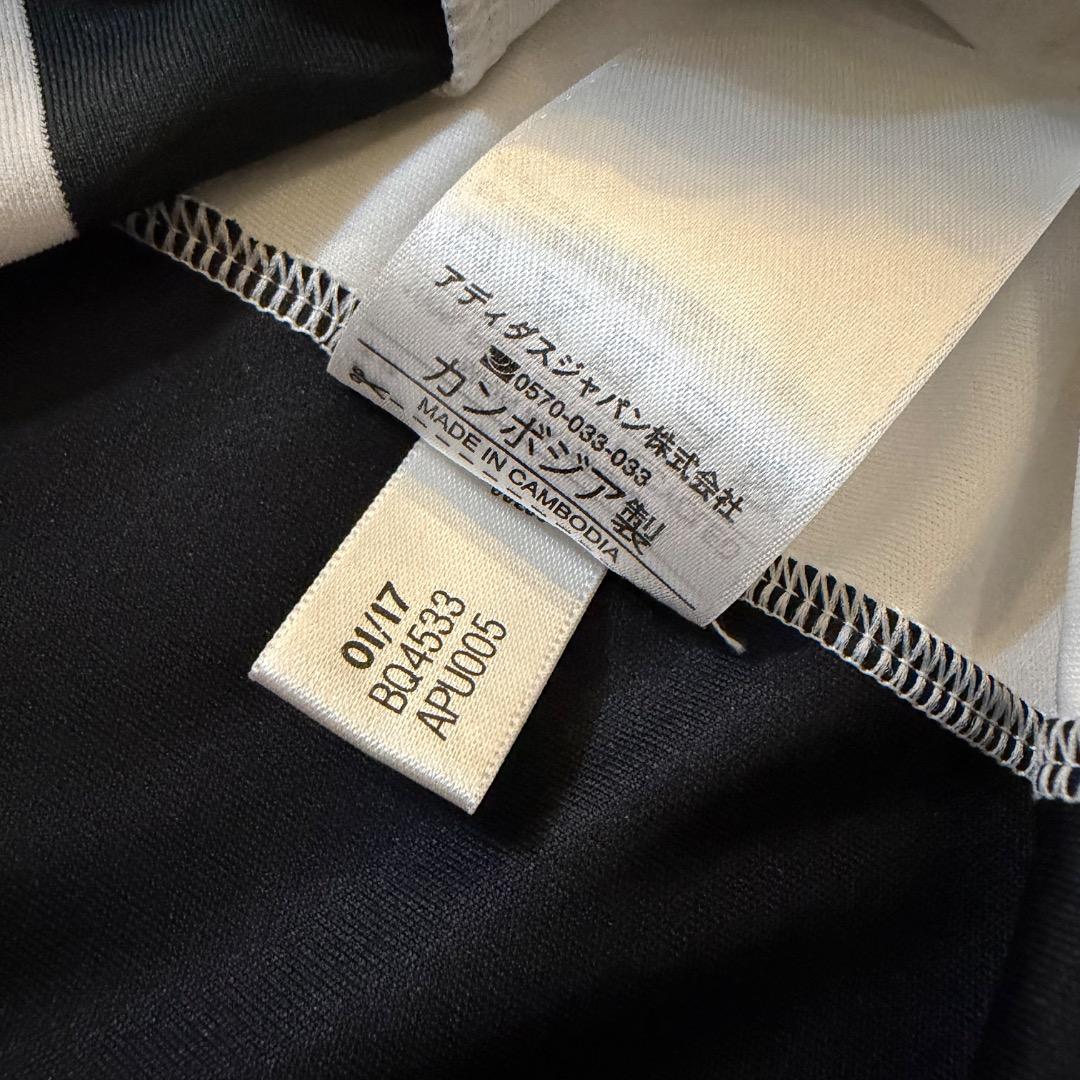 アディダスジャパン株式会社
0570-033-033
カンボジア製
MADE IN CAMBODIA
01/17
BQ4533
APU005